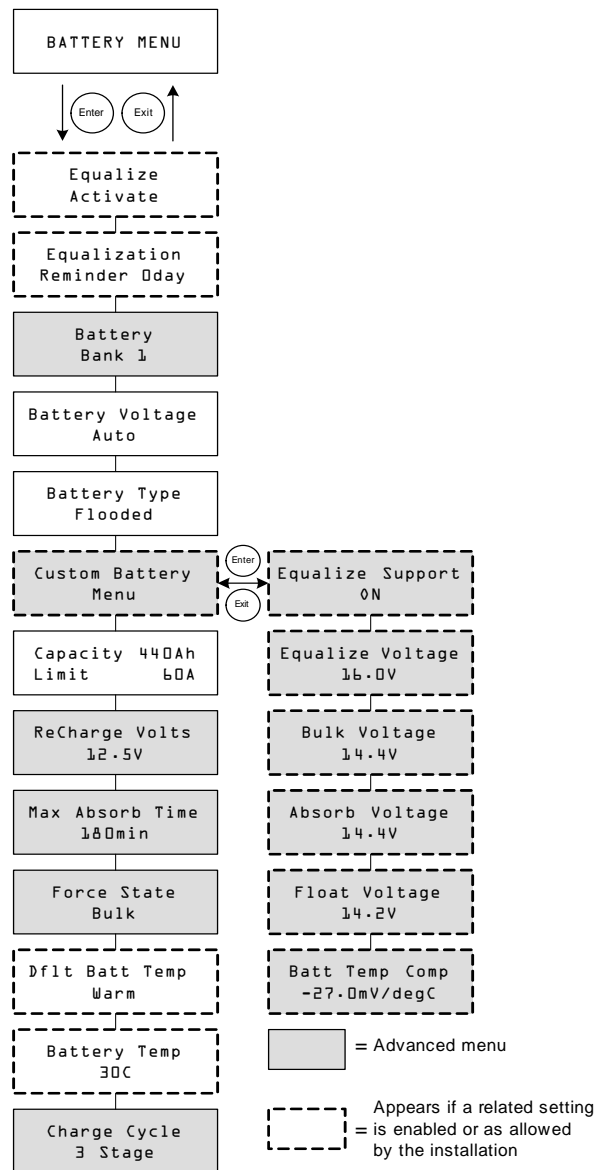 BATTERY MENU
Enter
Exit
Equalize
Activate
Equalization
Reminder 0day
Battery
Bank 1
Battery Voltage
Auto
Battery Type
Flooded
Custom Battery
Menu
Enter
Exit
Equalize Support
ON
Capacity 440Ah
Limit 60A
Equalize Voltage
16.0V
ReCharge Volts
12.5V
Bulk Voltage
14.4V
Max Absorb Time
180min
Absorb Voltage
14.4V
Force State
Bulk
Float Voltage
14.2V
Dflt Batt Temp
Warm
Batt Temp Comp
-27.0mV/degC
Battery Temp
30C
Charge Cycle
3 Stage
= Advanced menu
Appears if a related setting
= is enabled or as allowed
by the installation